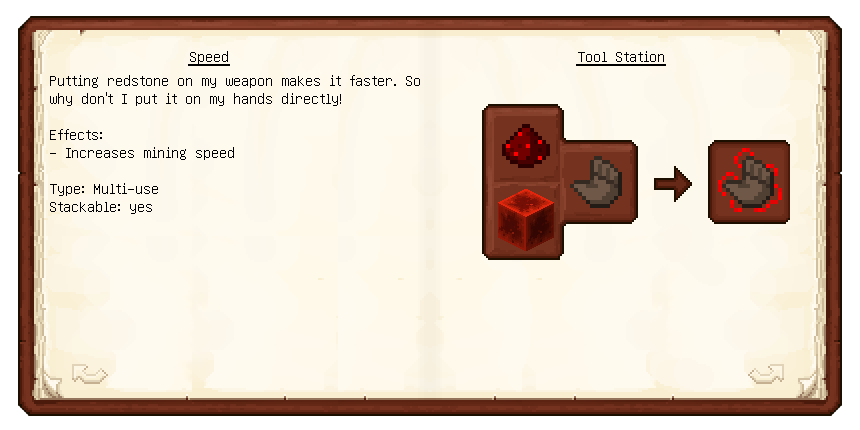 Speed
Putting redstone on my weapon makes it faster. So
why don't I put it on my hands directly!
Effects:
- Increases mining speed
Type: Multi-use
Stackable: yes
Tool Station